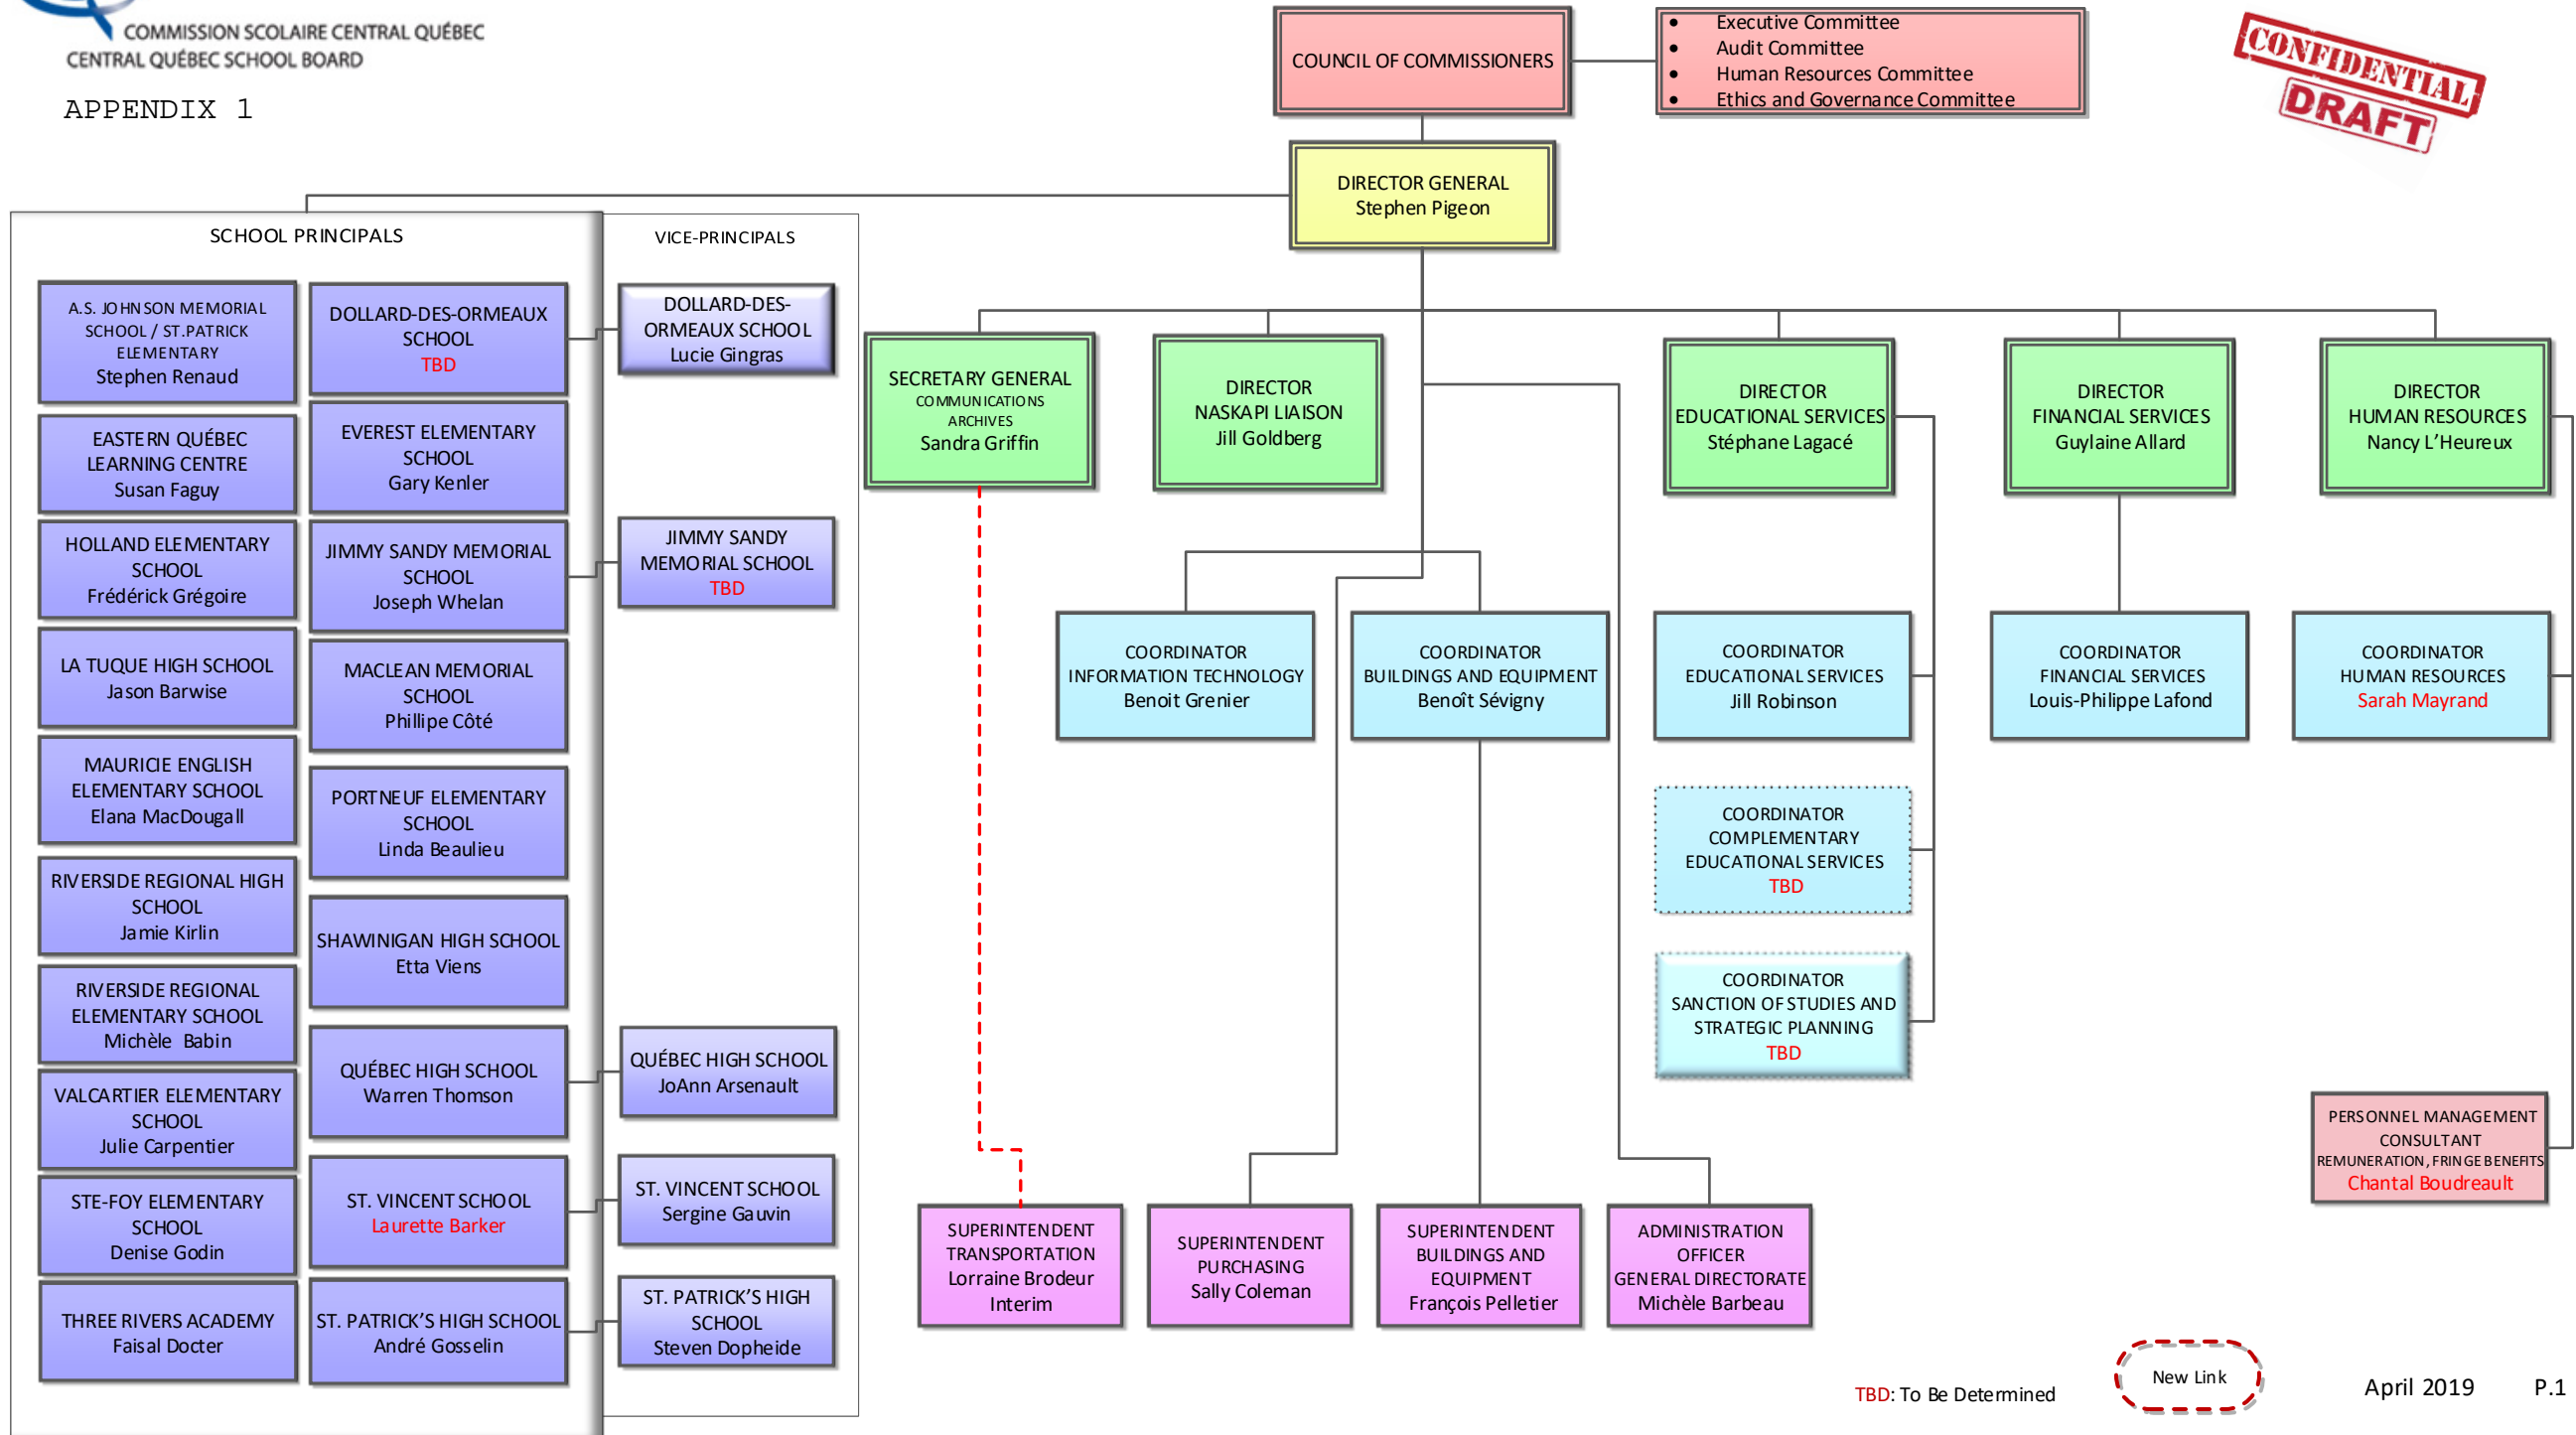 COMMISSION SCOLAIRE CENTRAL QUÉBEC
CENTRAL QUÉBEC SCHOOL BOARD
APPENDIX 1
COUNCIL OF COMMISSIONERS
• Executive Committee
• Audit Committee
• Human Resources Committee
• Ethics and Governance Committee
CONFIDENTIAL
DRAFT
DIRECTOR GENERAL
Stephen Pigeon
SCHOOL PRINCIPALS
A.S. JOHNSON MEMORIAL
SCHOOL / ST.PATRICK
ELEMENTARY
Stephen Renaud
EASTERN QUÉBEC
LEARNING CENTRE
Susan Faguy
HOLLAND ELEMENTARY
SCHOOL
Frédérick Grégoire
LA TUQUE HIGH SCHOOL
Jason Barwise
MAURICIE ENGLISH
ELEMENTARY SCHOOL
Elana MacDougall
RIVERSIDE REGIONAL HIGH
SCHOOL
Jamie Kirlin
RIVERSIDE REGIONAL
ELEMENTARY SCHOOL
Michèle Babin
VALCARTIER ELEMENTARY
SCHOOL
Julie Carpentier
STE-FOY ELEMENTARY
SCHOOL
Denise Godin
THREE RIVERS ACADEMY
Faisal Docter
DOLLARD-DES-ORMEAUX
SCHOOL
TBD
EVEREST ELEMENTARY
SCHOOL
Gary Kenler
JIMMY SANDY MEMORIAL
SCHOOL
Joseph Whelan
MACLEAN MEMORIAL
SCHOOL
Phillipe Côté
PORTNEUF ELEMENTARY
SCHOOL
Linda Beaulieu
SHAWINIGAN HIGH SCHOOL
Etta Viens
QUÉBEC HIGH SCHOOL
Warren Thomson
ST. VINCENT SCHOOL
Laurette Barker
ST. PATRICK'S HIGH SCHOOL
André Gosselin
VICE-PRINCIPALS
DOLLARD-DES-
ORMEAUX SCHOOL
Lucie Gingras
JIMMY SANDY
MEMORIAL SCHOOL
TBD
QUÉBEC HIGH SCHOOL
JoAnn Arsenault
ST. VINCENT SCHOOL
Sergine Gauvin
ST. PATRICK'S HIGH
SCHOOL
Steven Dopheide
SECRETARY GENERAL
COMMUNICATIONS
ARCHIVES
Sandra Griffin
DIRECTOR
NASKAPI LIAISON
Jill Goldberg
DIRECTOR
EDUCATIONAL SERVICES
Stéphane Lagacé
DIRECTOR
FINANCIAL SERVICES
Guylaine Allard
DIRECTOR
HUMAN RESOURCES
Nancy L'Heureux
COORDINATOR
INFORMATION TECHNOLOGY
Benoit Grenier
COORDINATOR
BUILDINGS AND EQUIPMENT
Benoît Sévigny
COORDINATOR
EDUCATIONAL SERVICES
Jill Robinson
COORDINATOR
FINANCIAL SERVICES
Louis-Philippe Lafond
COORDINATOR
HUMAN RESOURCES
Sarah Mayrand
COORDINATOR
COMPLEMENTARY
EDUCATIONAL SERVICES
TBD
COORDINATOR
SANCTION OF STUDIES AND
STRATEGIC PLANNING
TBD
PERSONNEL MANAGEMENT
CONSULTANT
REMUNERATION, FRINGE BENEFITS
Chantal Boudreault
SUPERINTENDENT
TRANSPORTATION
Lorraine Brodeur
Interim
SUPERINTENDENT
PURCHASING
Sally Coleman
SUPERINTENDENT
BUILDINGS AND
EQUIPMENT
François Pelletier
ADMINISTRATION
OFFICER
GENERAL DIRECTORATE
Michèle Barbeau
TBD: To Be Determined
New Link
April 2019
P.1